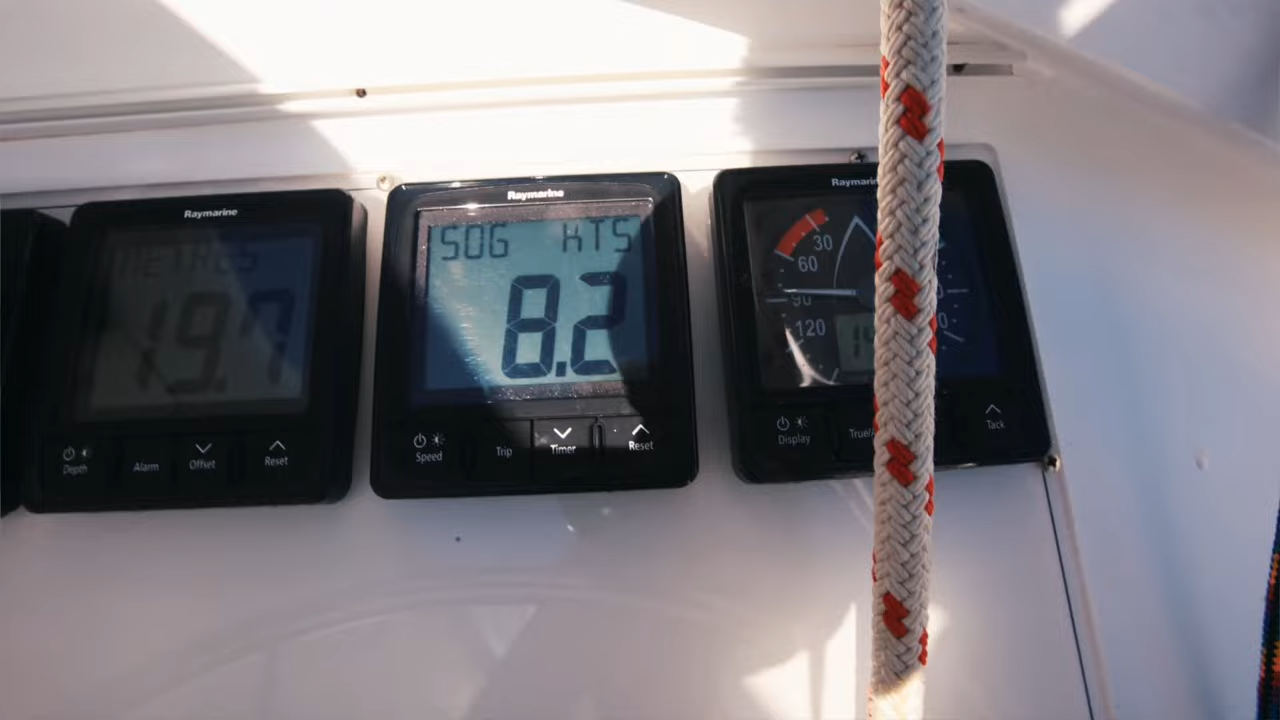 Raymarine
METRES
19.7
Depth
Alarm
Offset
Reset
Raymarine
SOG KTS
8.2
Speed
Trip
Timer
Reset
30
60
90
120
Display
Tack